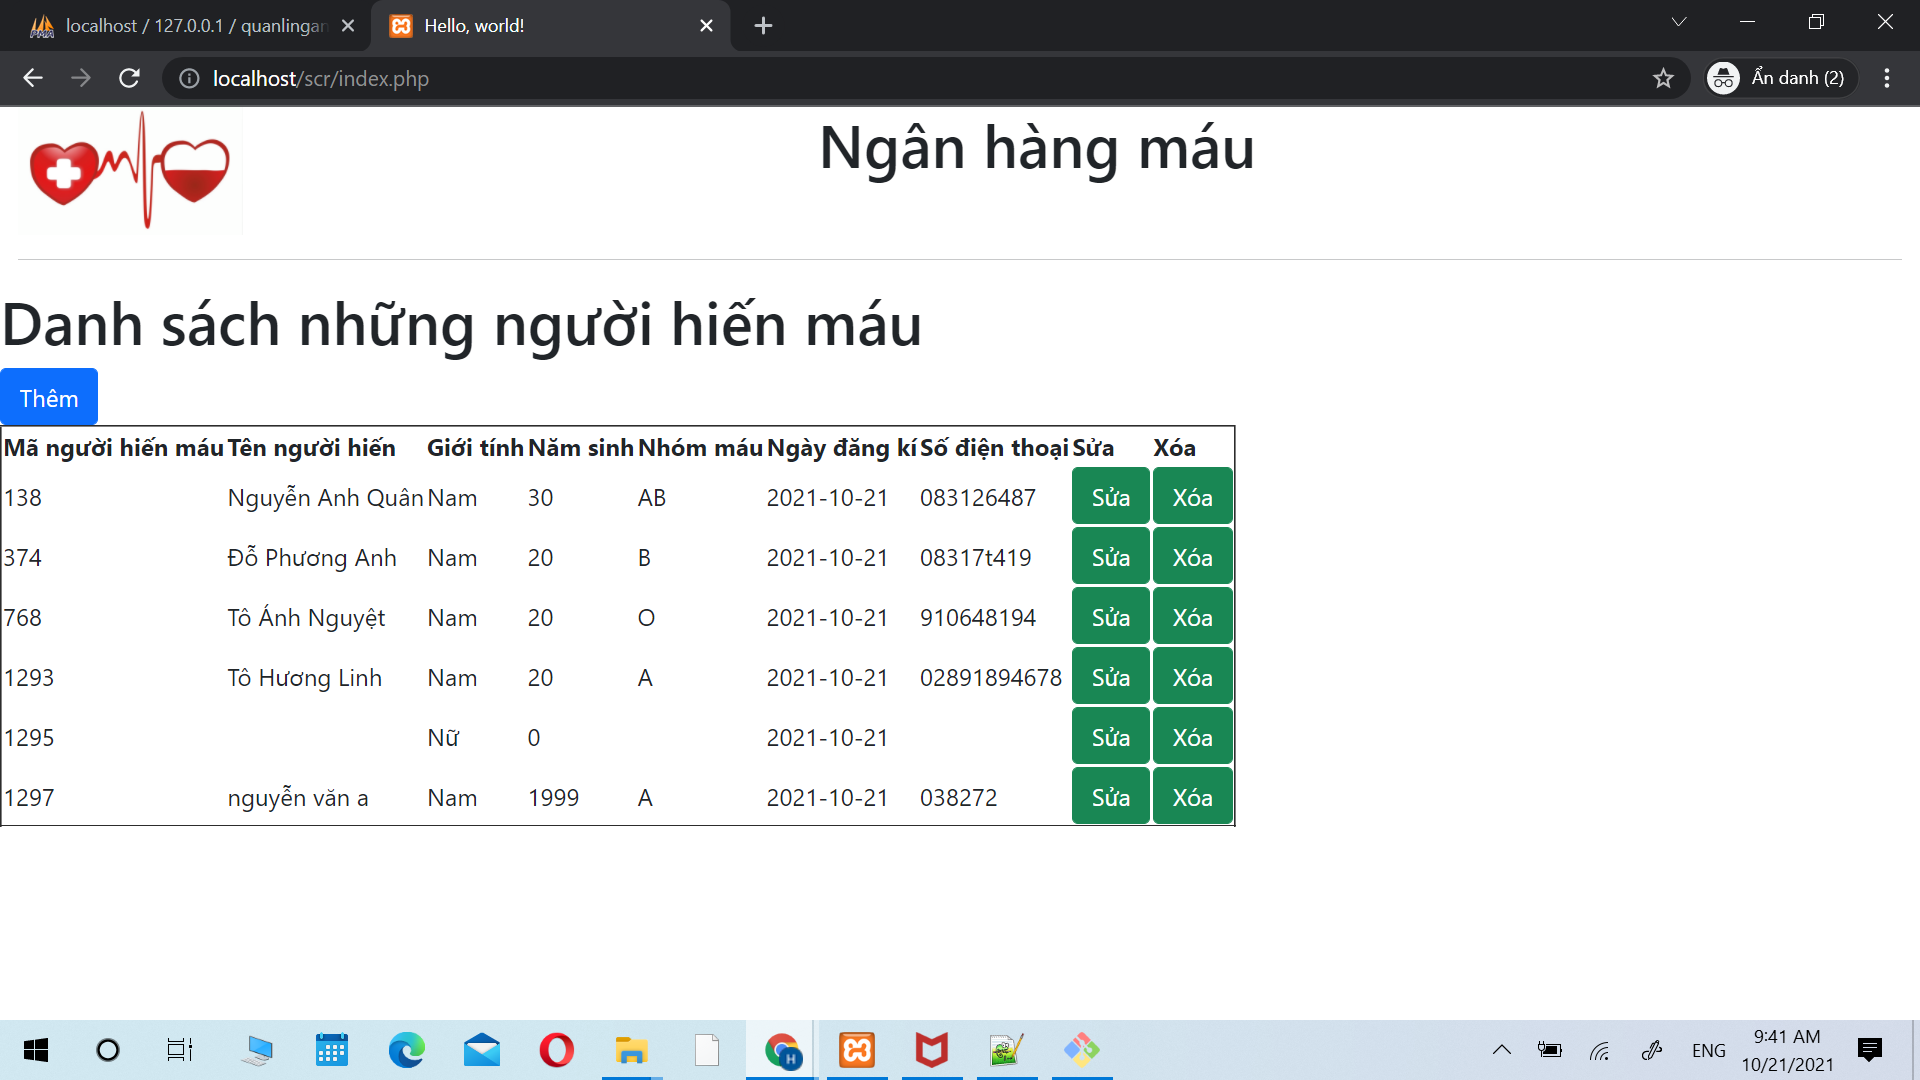 localhost / 127.0.0.1 / quanlingan
Hello, world!
localhost/scr/index.php
Ẩn danh (2)
Ngân hàng máu
Danh sách những người hiến máu
Thêm
Mã người hiến máu Tên người hiến Giới tính Năm sinh Nhóm máu Ngày đăng kí Số điện thoại Sửa Xóa
138 Nguyễn Anh Quân Nam 30 AB 2021-10-21 083126487 Sửa Xóa
374 Đỗ Phương Anh Nam 20 B 2021-10-21 08317t419 Sửa Xóa
768 Tô Ánh Nguyệt Nam 20 O 2021-10-21 910648194 Sửa Xóa
1293 Tô Hương Linh Nam 20 A 2021-10-21 02891894678 Sửa Xóa
1295 Nữ 0 2021-10-21 Sửa Xóa
1297 nguyễn văn a Nam 1999 A 2021-10-21 038272 Sửa Xóa
ENG
9:41 AM
10/21/2021